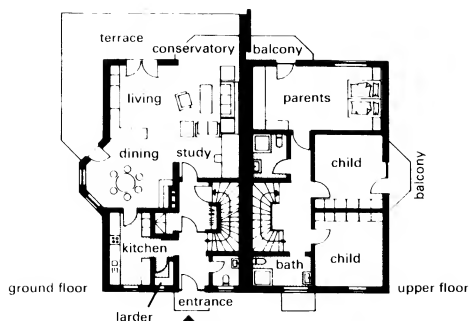 terrace
conservatory
balcony
living
parents
dining
study
child
balcony
kitchen
bath
child
ground floor
upper floor
entrance
larder